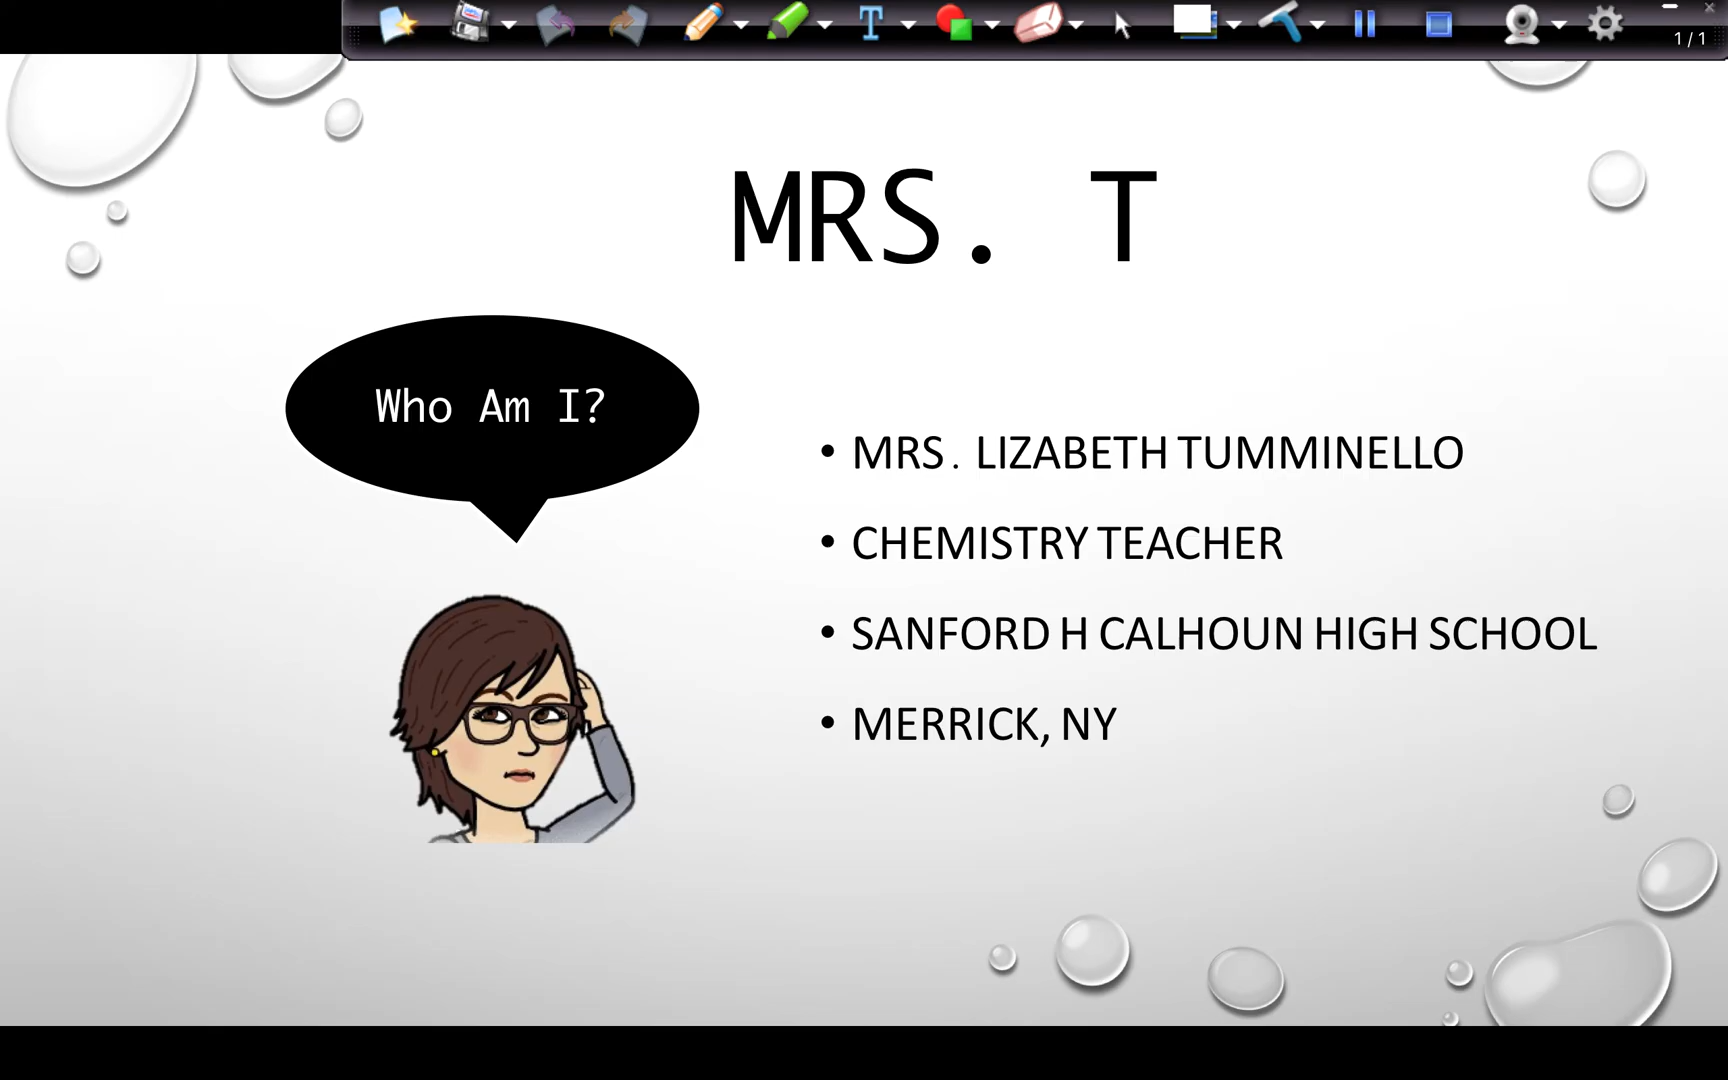 1 / 1
MRS. T
Who Am I?
• MRS. LIZABETH TUMMINELLO
• CHEMISTRY TEACHER
• SANFORD H CALHOUN HIGH SCHOOL
• MERRICK, NY